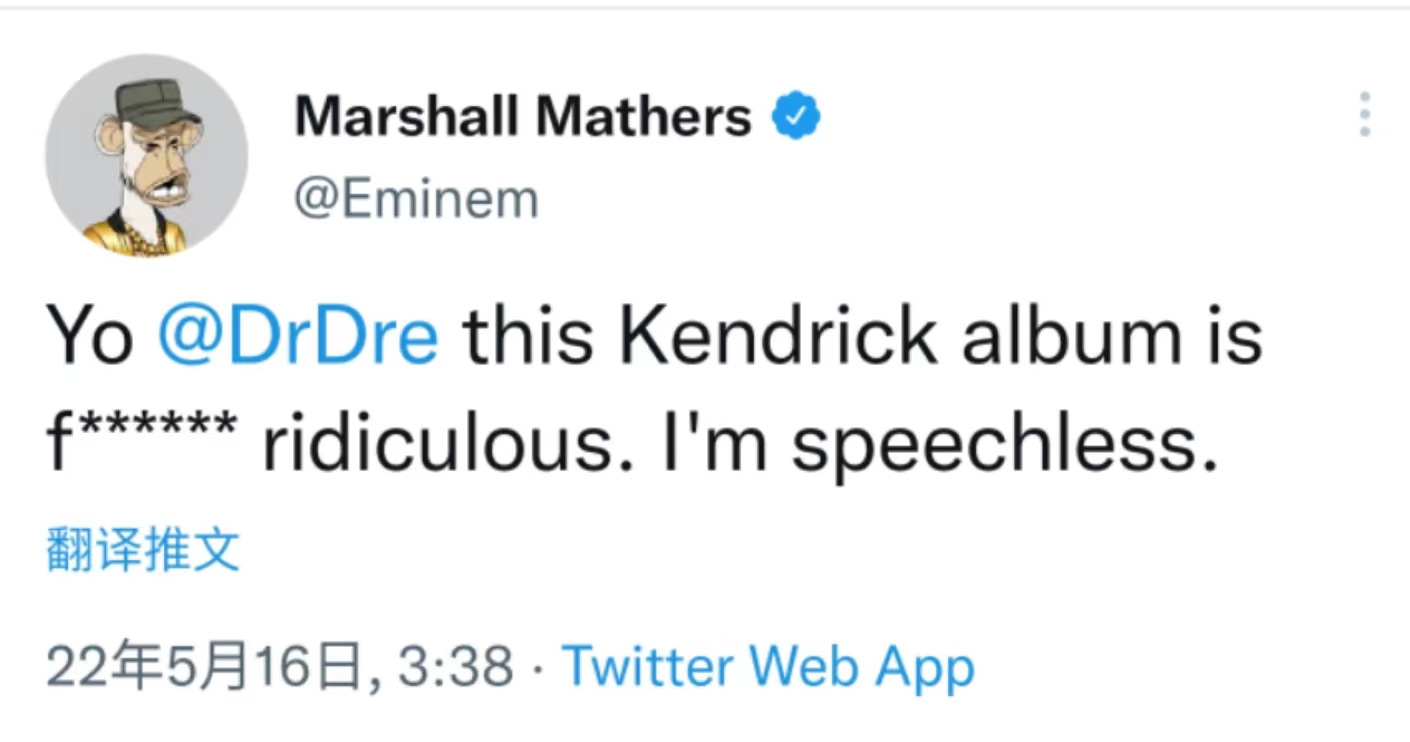 Marshall Mathers
@Eminem
Yo @DrDre this Kendrick album is
f****** ridiculous. I'm speechless.
翻译推文
22年5月16日, 3:38 · Twitter Web App